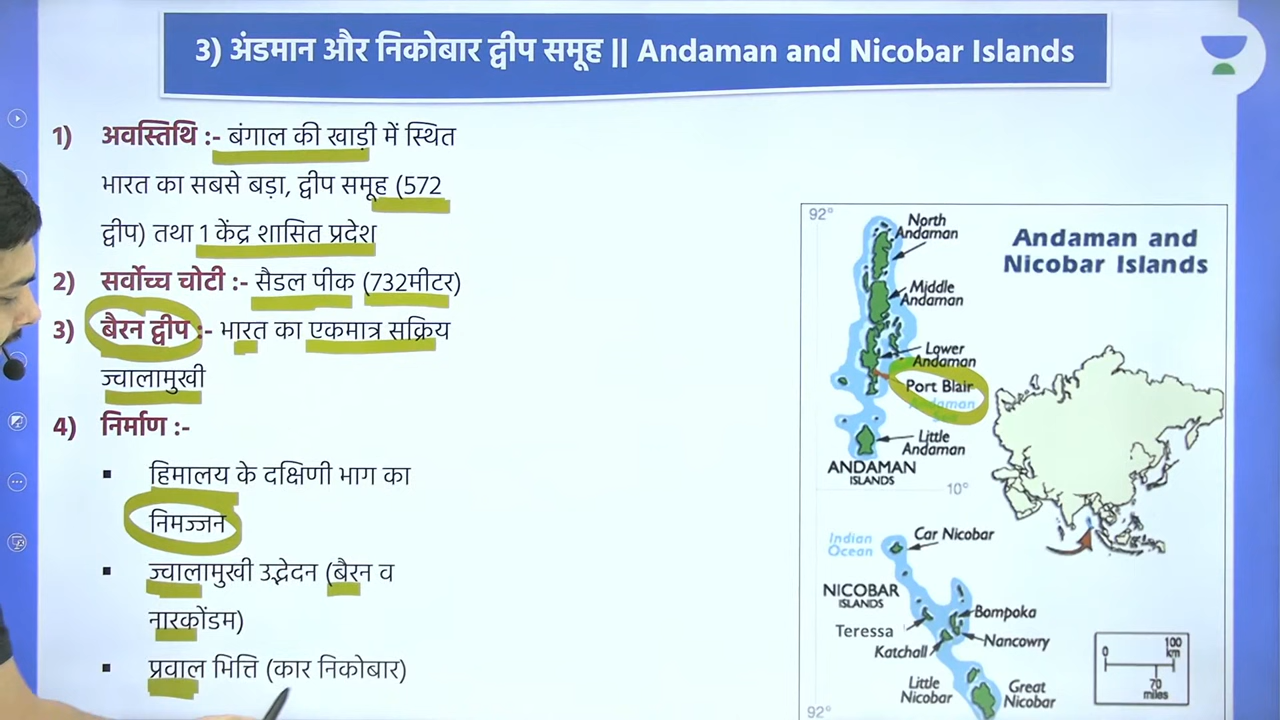 3) अंडमान और निकोबार द्वीप समूह || Andaman and Nicobar Islands
1) अवस्तिथि :- बंगाल की खाड़ी में स्थित
भारत का सबसे बड़ा, द्वीप समूह (572
द्वीप) तथा 1 केंद्र शासित प्रदेश
2) सर्वोच्च चोटी :- सैडल पीक (732मीटर)
3) बैरन द्वीप :- भारत का एकमात्र सक्रिय
ज्वालामुखी
4) निर्माण :-
▪ हिमालय के दक्षिणी भाग का
निमज्जन
▪ ज्वालामुखी उद्भेदन (बैरन व
नारकोंडम)
▪ प्रवाल भित्ति (कार निकोबार)
92°
North
Andaman
Andaman and
Nicobar Islands
Middle
Andaman
Lower
Andaman
Port Blair
Andaman
Little
Andaman
ANDAMAN
ISLANDS
10°
Indian
Ocean
Car Nicobar
NICOBAR
ISLANDS
Bompoka
Teressa
Nancowry
Katchall
Little
Nicobar
Great
Nicobar
92°
0
100
km
70
miles